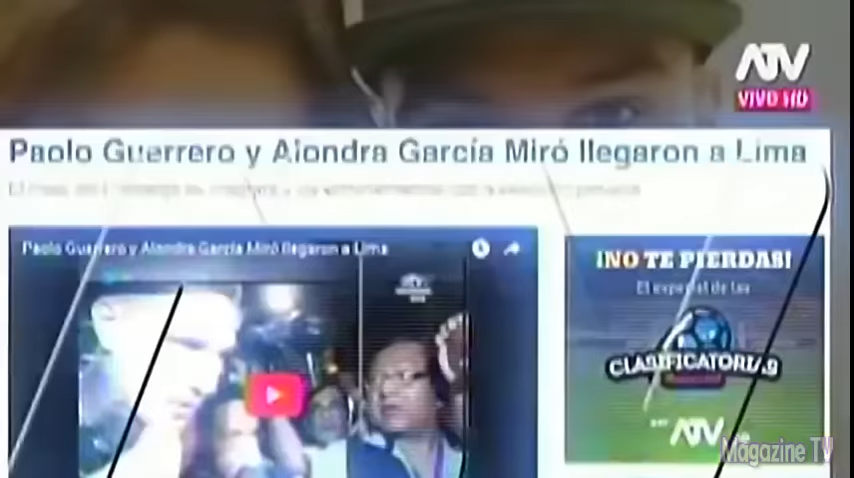 ATV
VIVO HD
Paolo Guerrero y Alondra García Miró llegaron a Lima
Paolo Guerrero y Alondra García Miró llegaron a Lima
¡NO TE PIERDAS!
El especial de las
CLASIFICATORIAS
ATV
Magazine TV